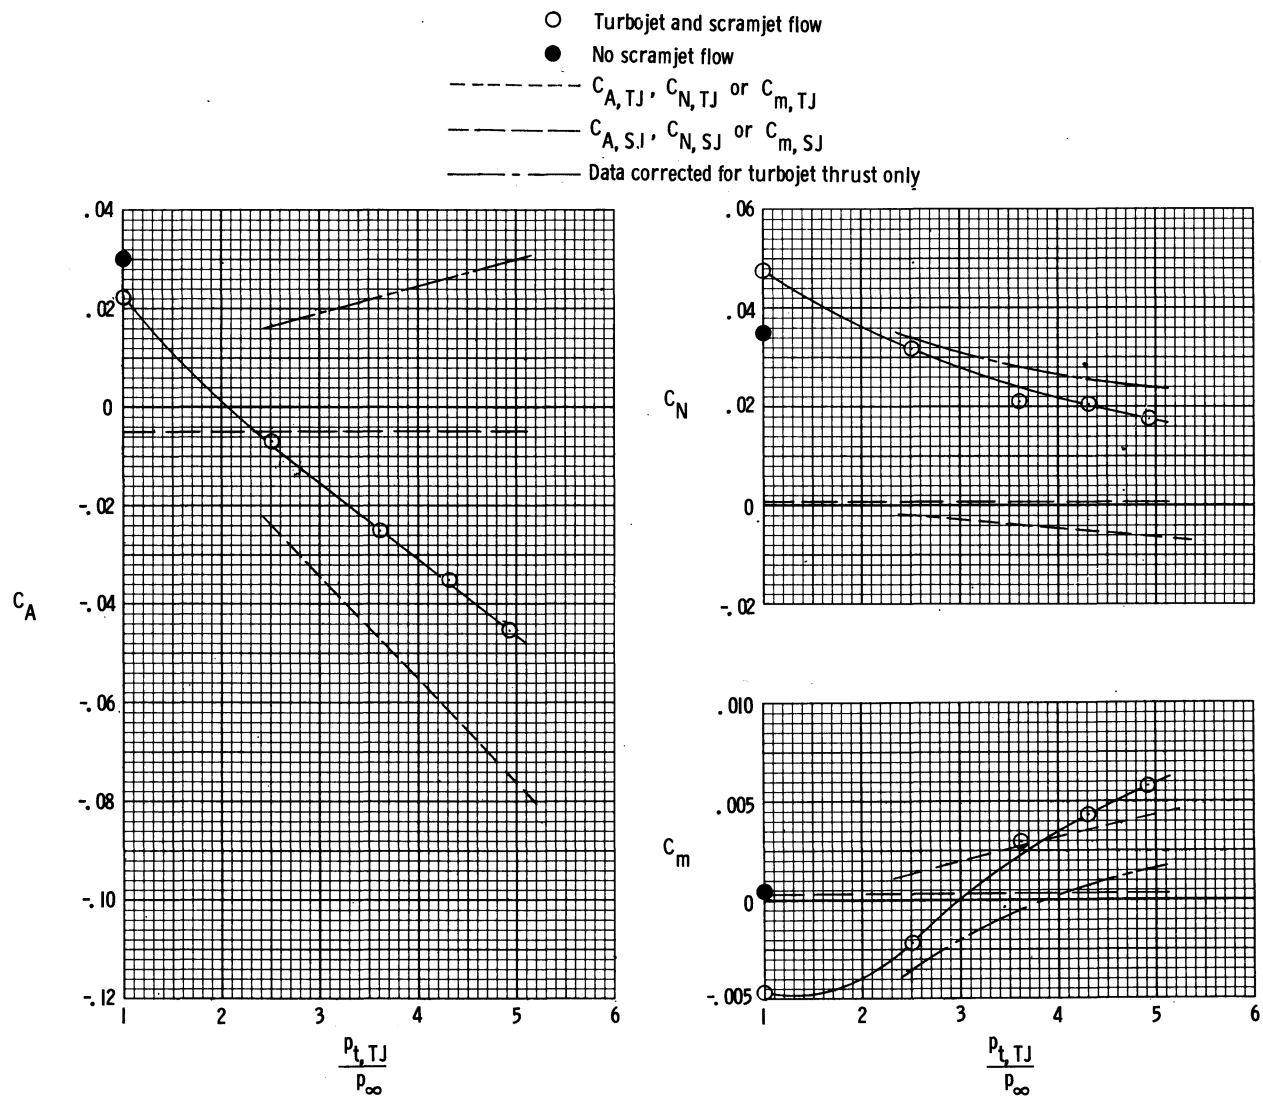 Turbojet and scramjet flow
No scramjet flow
C_A,TJ, C_N,TJ or C_m,TJ
C_A,S.I, C_N,SJ or C_m,SJ
Data corrected for turbojet thrust only
.04
.02
0
-.02
-.04
-.06
-.08
-.10
-.12
C_A
1 2 3 4 5 6
p_t,TJ
p_∞
.06
.04
.02
0
-.02
C_N
.010
.005
0
-.005
C_m
1 2 3 4 5 6
p_t,TJ
p_∞